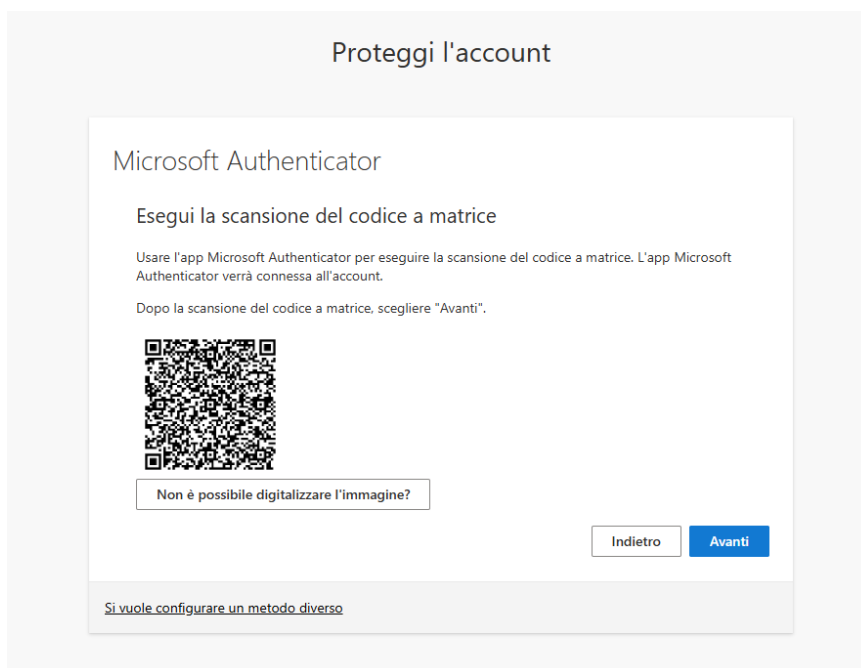 Proteggi l'account
Microsoft Authenticator
Esegui la scansione del codice a matrice
Usare l'app Microsoft Authenticator per eseguire la scansione del codice a matrice. L'app Microsoft
Authenticator verrà connessa all'account.
Dopo la scansione del codice a matrice, scegliere "Avanti".
Non è possibile digitalizzare l'immagine?
Indietro
Avanti
Si vuole configurare un metodo diverso